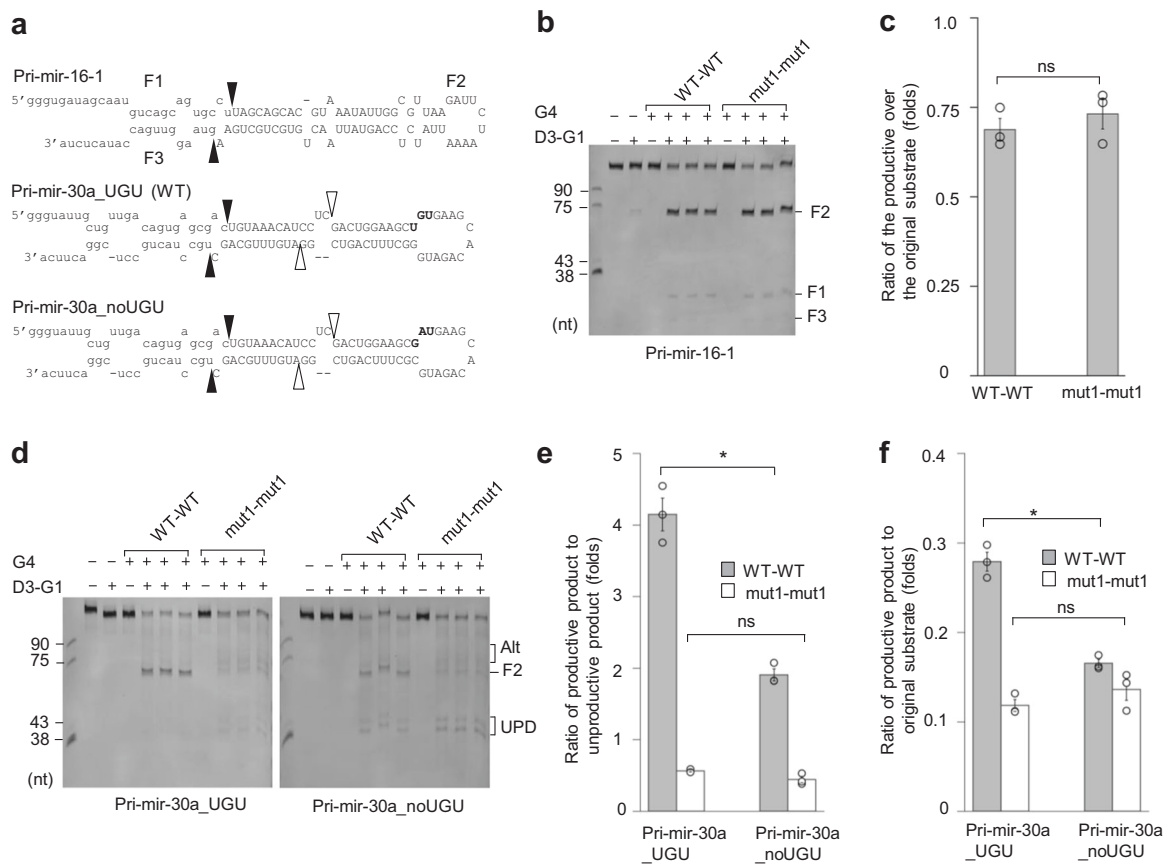 a
Pri-mir-16-1 F1 F2
5’gggugauagcaau ag c -A C U GAUU
gucagc ugc uUAGCAGCAC GU AAUAUUGG G UAA C
caguug aug AGUCGUCGUG CA UUAUGACC AUU U
3’aucucauac ga A AU UU AAAA
F3
Pri-mir-30a_UGU (WT)
5’ggguauug uuga a a UC GUGAAG
cug cagug gcg cUGUAAACAUCC GACUGGAAGCU C
ggc gucau cgu GACGUUUGUAGG CUGACUUUCGG A
3’acuuca -ucc c C -- GUAGAC
Pri-mir-30a_noUGU
5’gggguauug uuga a a UC AUGAAG
cug cagug gcg cUGUAAACAUCC GACUGGAAGCG C
ggc gucau cgu GACGUUUGUAGG CUGACUUUCGC A
3’acuuca -ucc c C -- GUAGAC
b
WT-WT mut1-mut1
G4 – – + + + + + + + +
D3-G1 – + – + + + – + + +
90
75
F2
43
38
F1
F3
(nt)
Pri-mir-16-1
c
Ratio of the productive over
the original substrate (folds)
1.0
0.75
0.5
0.25
0
ns
WT-WT mut1-mut1
d
WT-WT mut1-mut1 WT-WT mut1-mut1
G4 – – + + + + + + + + – – + + + + + + + +
D3-G1 – + – + + + – + + + – + – + + + – + + +
90
Alt
75
F2
43
UPD
38
(nt)
Pri-mir-30a_UGU Pri-mir-30a_noUGU
e
Ratio of productive product to
unproductive product (folds)
5
4
3
2
1
0
*
WT-WT
mut1-mut1
ns
Pri-mir-30a
_UGU
Pri-mir-30a
_noUGU
f
Ratio of productive product to
original substrate (folds)
0.4
0.3
0.2
0.1
0
*
WT-WT
mut1-mut1
ns
Pri-mir-30a
_UGU
Pri-mir-30a
_noUGU